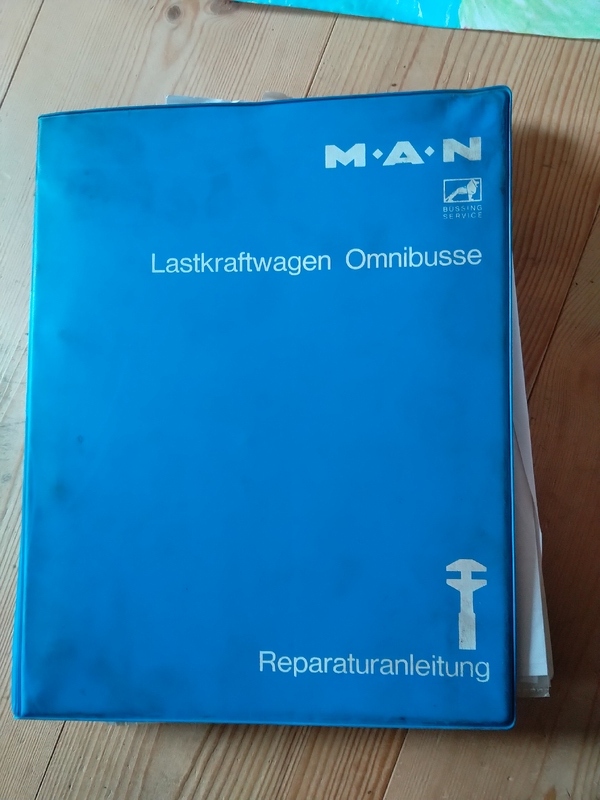 M·A·N
BÜSSING
SERVICE
Lastkraftwagen Omnibusse
Reparaturanleitung